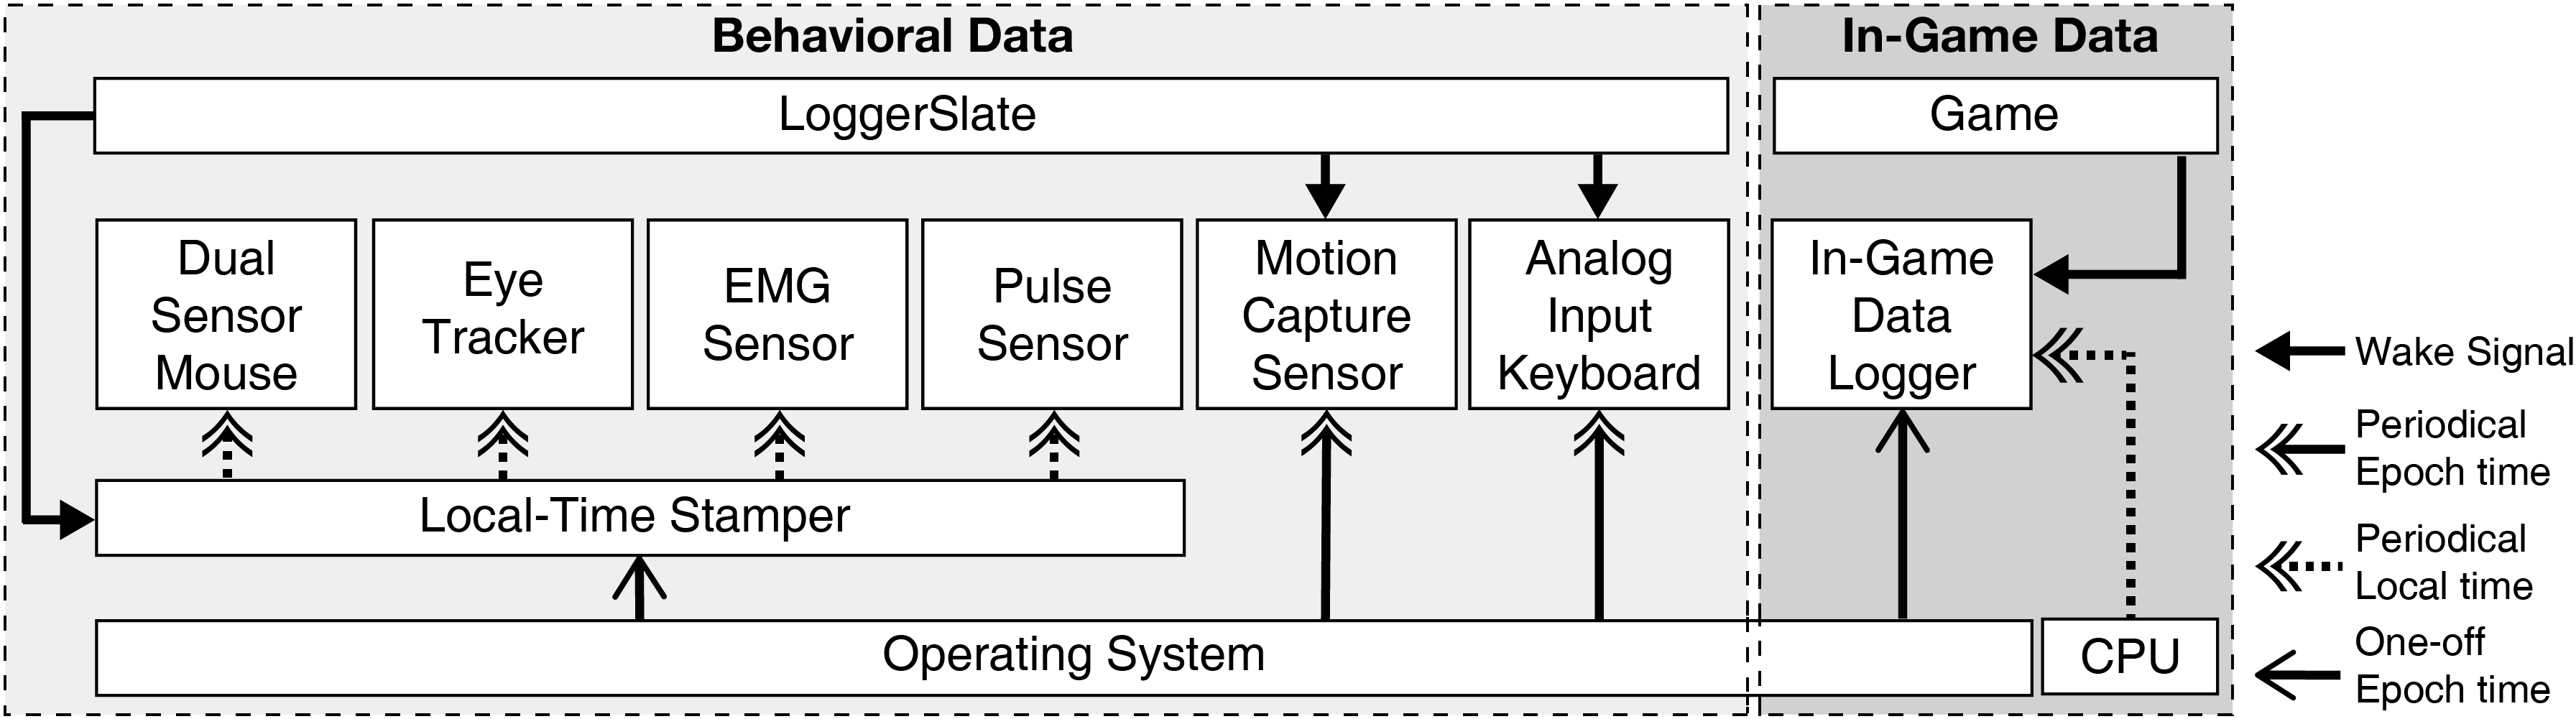 Behavioral Data
In-Game Data
LoggerSlate
Game
Dual
Sensor
Mouse
Eye
Tracker
EMG
Sensor
Pulse
Sensor
Motion
Capture
Sensor
Analog
Input
Keyboard
In-Game
Data
Logger
Local-Time Stamper
Operating System
CPU
Wake Signal
Periodical
Epoch time
Periodical
Local time
One-off
Epoch time